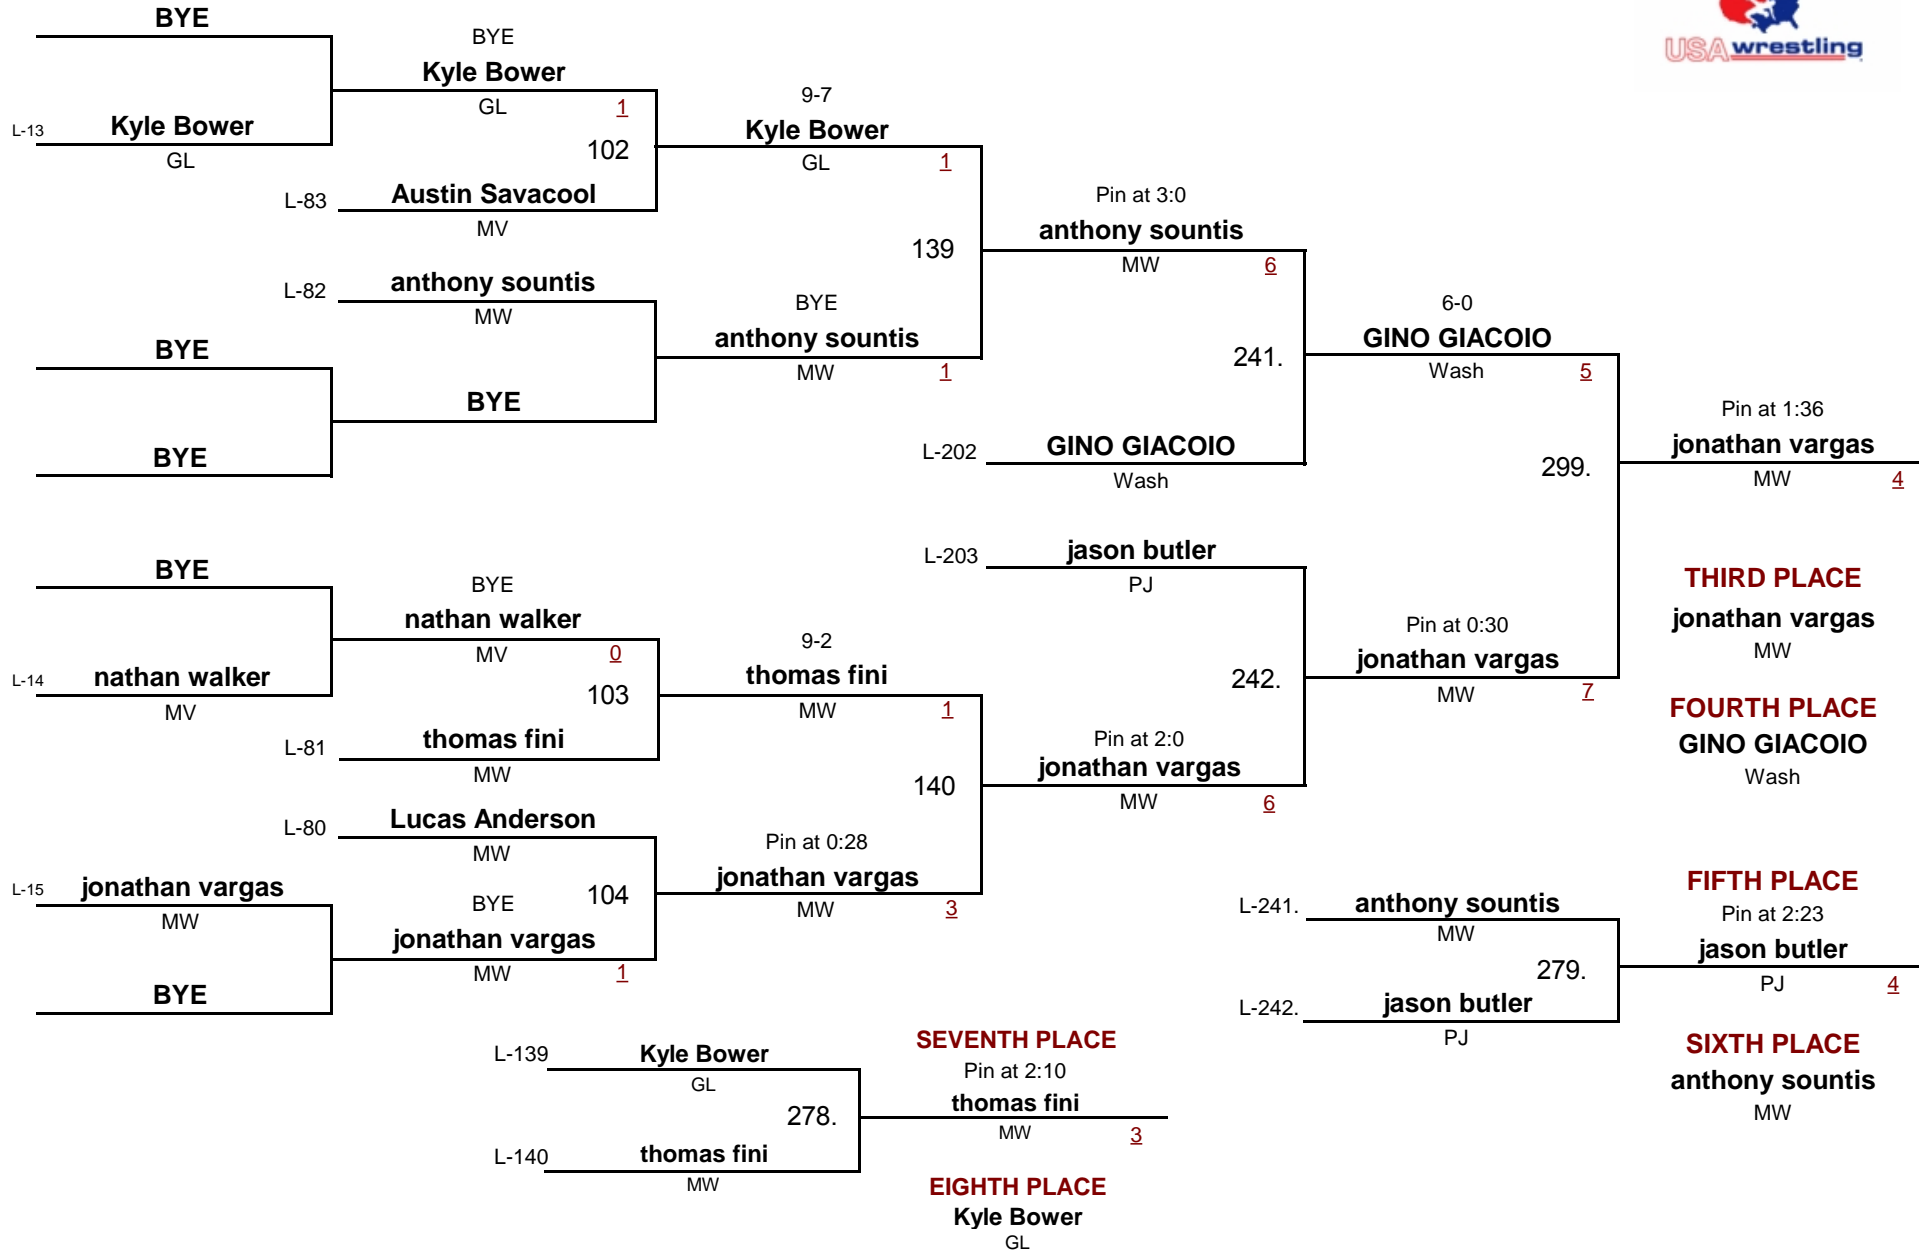 BYE
USA wrestling
BYE
Kyle Bower
GL
1
9-7
L-13
Kyle Bower
GL
102
Kyle Bower
GL
1
L-83
Austin Savacool
MV
Pin at 3:0
anthony sountis
MW
6
139
L-82
anthony sountis
MW
BYE
anthony sountis
MW
1
6-0
GINO GIACOIO
Wash
5
BYE
241.
BYE
Pin at 1:36
jonathan vargas
MW
4
BYE
L-202
GINO GIACOIO
Wash
299.
L-203
jason butler
PJ
BYE
BYE
nathan walker
MV
0
THIRD PLACE
jonathan vargas
MW
9-2
thomas fini
MW
1
Pin at 0:30
jonathan vargas
MW
7
L-14
nathan walker
MV
103
242.
FOURTH PLACE
GINO GIACOIO
Wash
L-81
thomas fini
MW
Pin at 2:0
jonathan vargas
MW
6
140
L-80
Lucas Anderson
MW
Pin at 0:28
jonathan vargas
MW
3
L-15
jonathan vargas
MW
104
BYE
jonathan vargas
MW
1
BYE
L-241.
anthony sountis
MW
FIFTH PLACE
Pin at 2:23
jason butler
PJ
4
279.
L-242.
jason butler
PJ
SIXTH PLACE
anthony sountis
MW
L-139
Kyle Bower
GL
SEVENTH PLACE
Pin at 2:10
thomas fini
MW
3
278.
L-140
thomas fini
MW
EIGHTH PLACE
Kyle Bower
GL